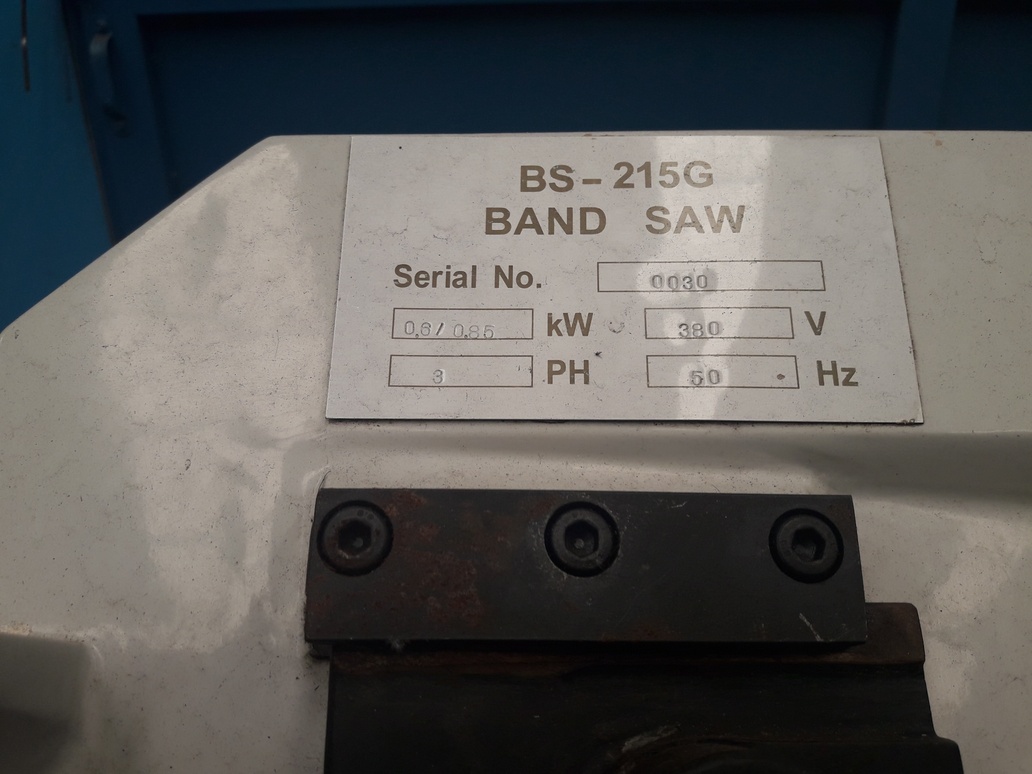 BS-215G
BAND SAW
Serial No. 0030
0.6/0.85 kW 380 V
3 PH 50 Hz